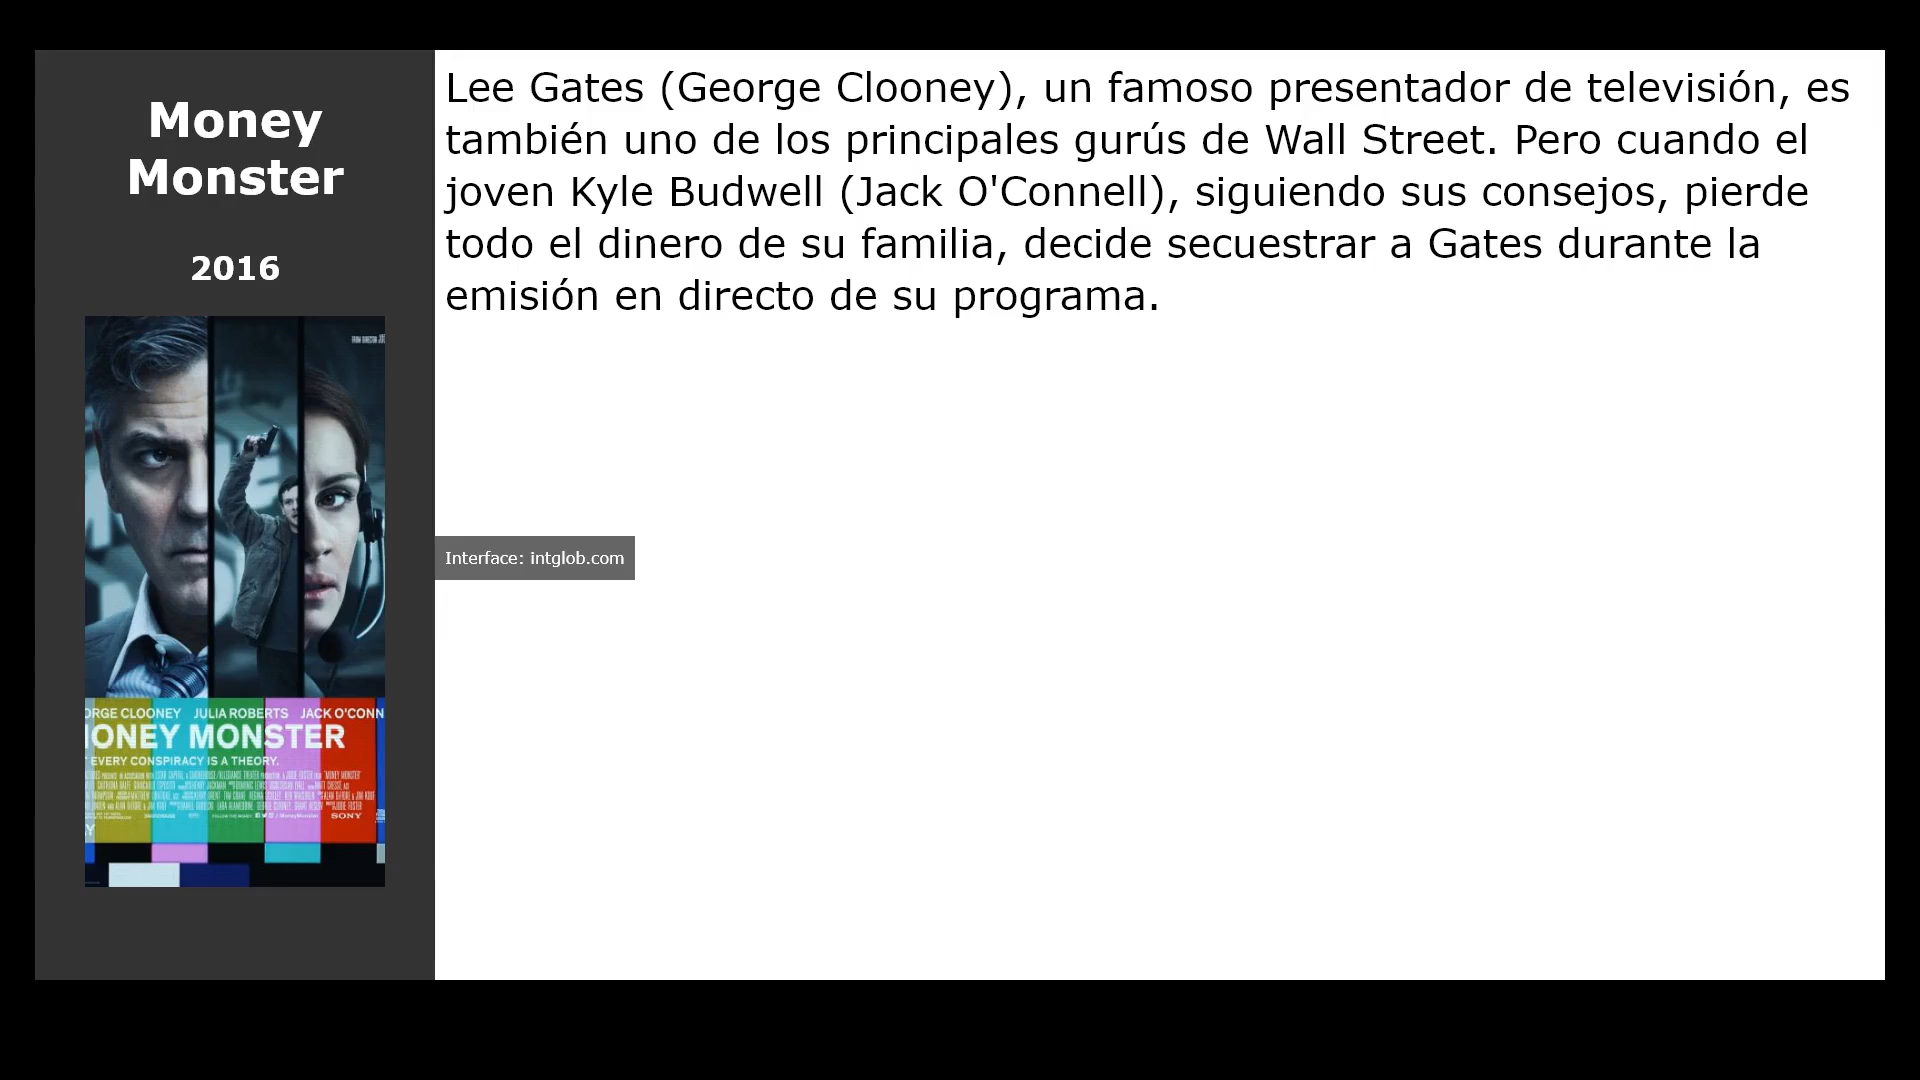 Money
Monster
2016
Lee Gates (George Clooney), un famoso presentador de televisión, es
también uno de los principales gurús de Wall Street. Pero cuando el
joven Kyle Budwell (Jack O'Connell), siguiendo sus consejos, pierde
todo el dinero de su familia, decide secuestrar a Gates durante la
emisión en directo de su programa.
Interface: intglob.com
FROM DIRECTOR
ORGE CLOONEY JULIA ROBERTS JACK O'CONN
ONEY MONSTER
EVERY CONSPIRACY IS A THEORY.
SONY